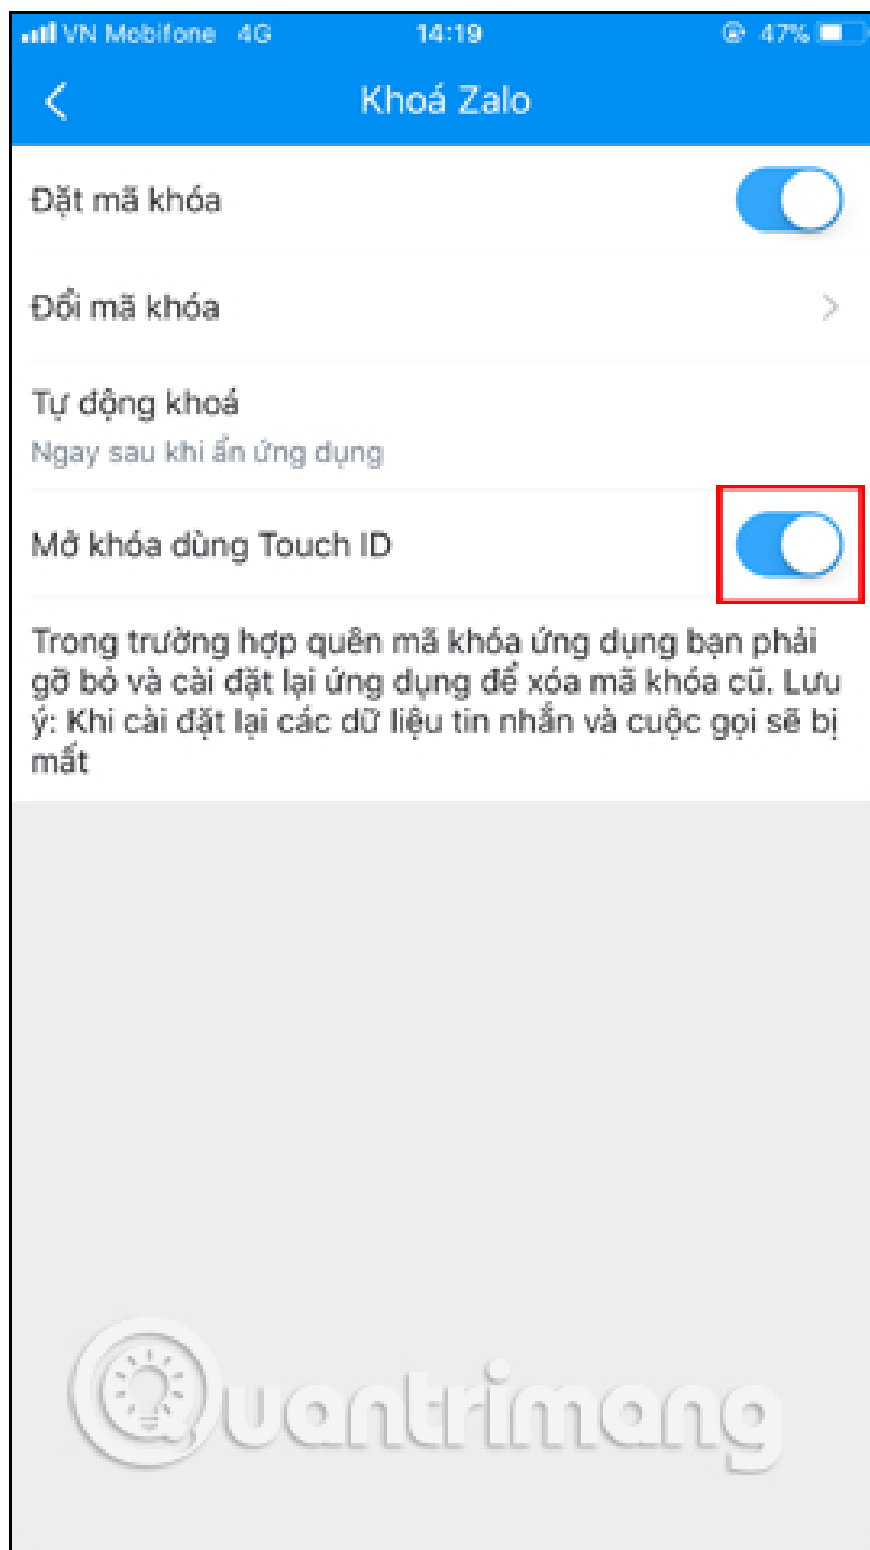 VN Mobifone 4G 14:19 47%
Khoá Zalo
Đặt mã khóa
Đổi mã khóa
Tự động khoá
Ngay sau khi ẩn ứng dụng
Mở khóa dùng Touch ID
Trong trường hợp quên mã khóa ứng dụng bạn phải
gỡ bỏ và cài đặt lại ứng dụng để xóa mã khóa cũ. Lưu
ý: Khi cài đặt lại các dữ liệu tin nhắn và cuộc gọi sẽ bị
mất
Quantrimang